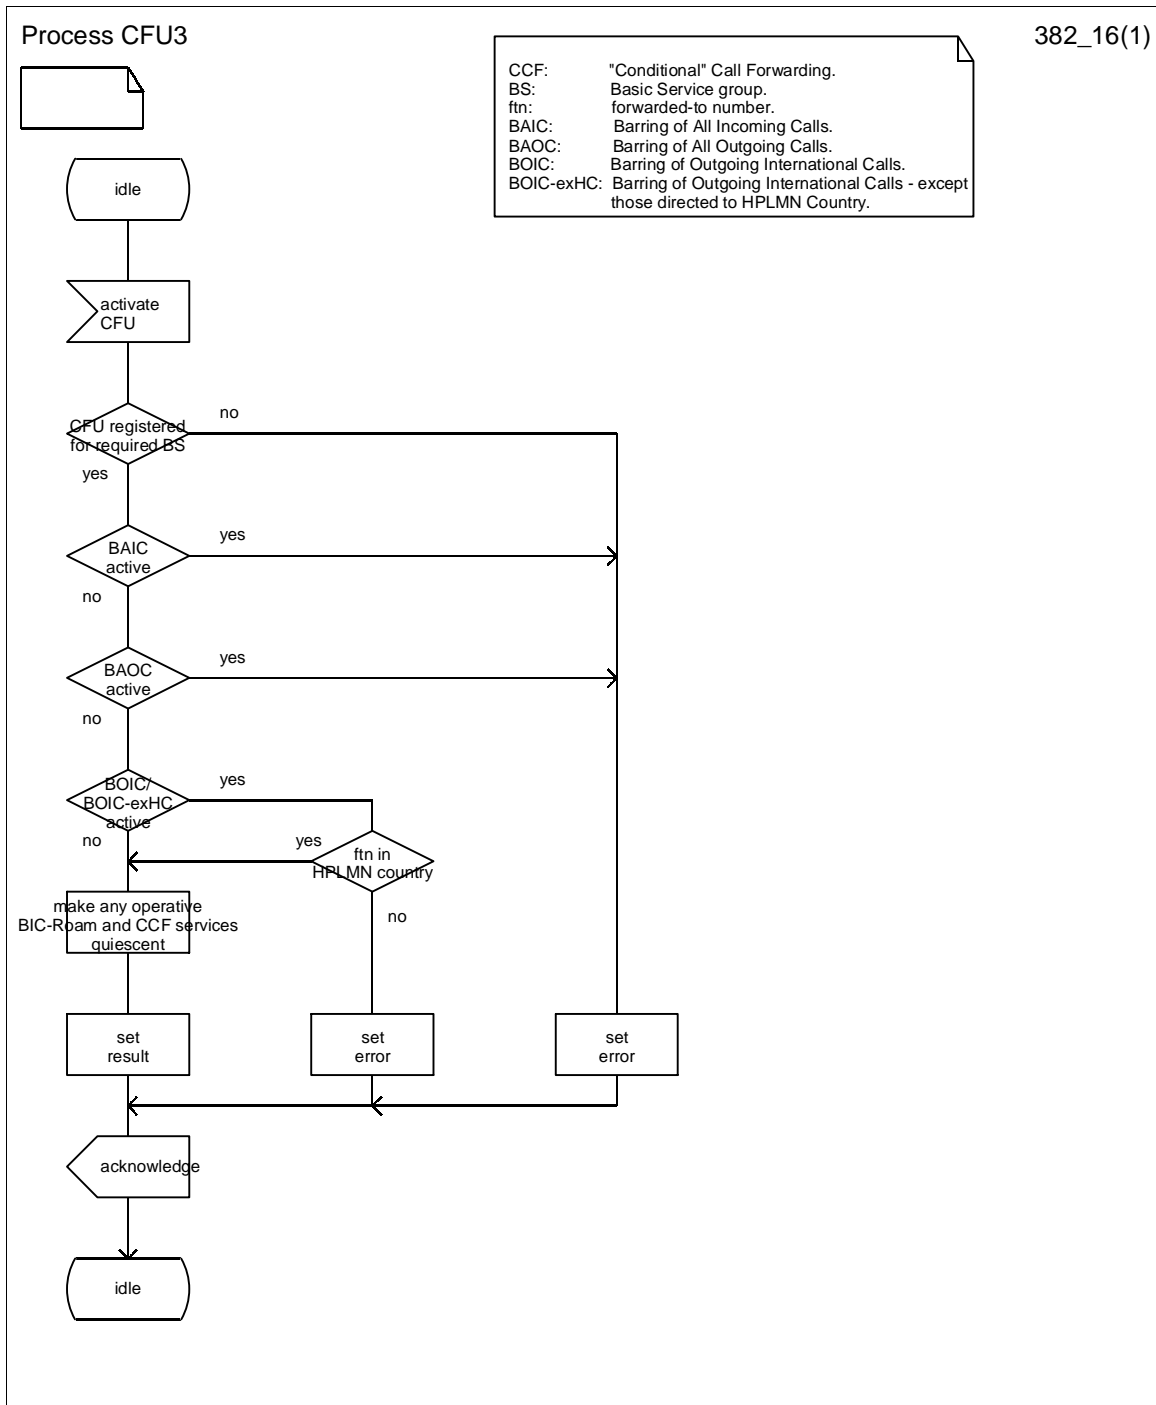 Process CFU3
382_16(1)
CCF: "Conditional" Call Forwarding.
BS: Basic Service group.
ftn: forwarded-to number.
BAIC: Barring of All Incoming Calls.
BAOC: Barring of All Outgoing Calls.
BOIC: Barring of Outgoing International Calls.
BOIC-exHC: Barring of Outgoing International Calls - except
those directed to HPLMN Country.
idle
activate
CFU
CFU registered
for required BS
no
yes
BAIC
active
yes
no
BAOC
active
yes
no
BOIC/
BOIC-exHC
active
yes
no
yes
ftn in
HPLMN country
no
make any operative
BIC-Roam and CCF services
quiescent
set
result
set
error
set
error
acknowledge
idle